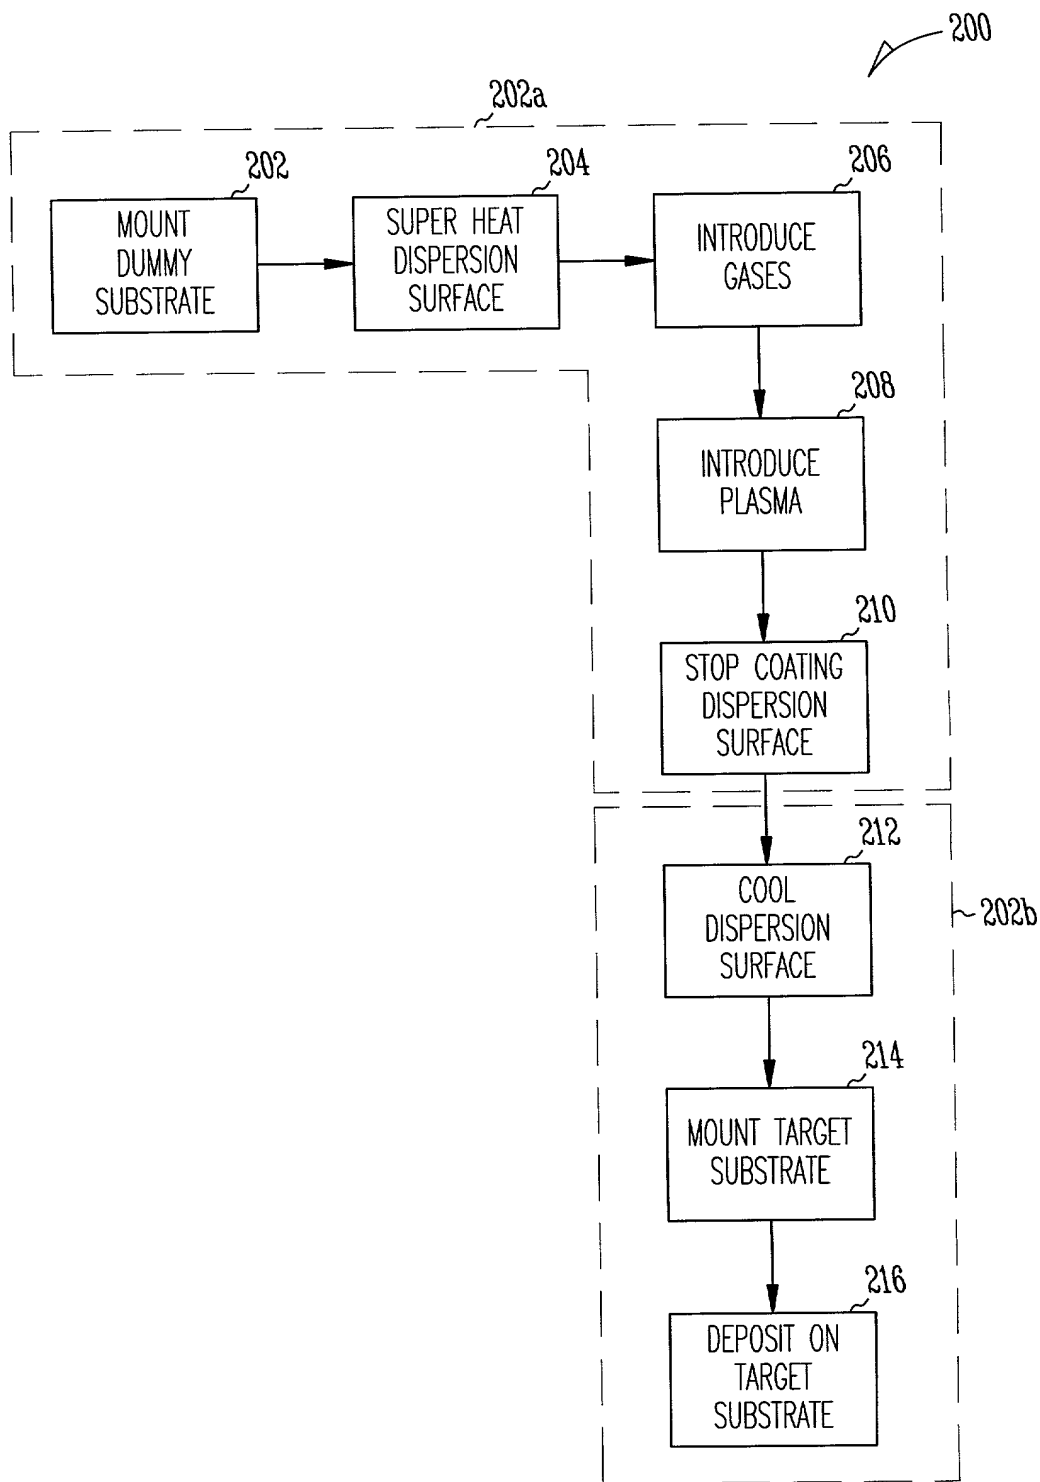 200
202a
202
MOUNT
DUMMY
SUBSTRATE
204
SUPER HEAT
DISPERSION
SURFACE
206
INTRODUCE
GASES
208
INTRODUCE
PLASMA
210
STOP COATING
DISPERSION
SURFACE
212
COOL
DISPERSION
SURFACE
202b
214
MOUNT TARGET
SUBSTRATE
216
DEPOSIT ON
TARGET
SUBSTRATE